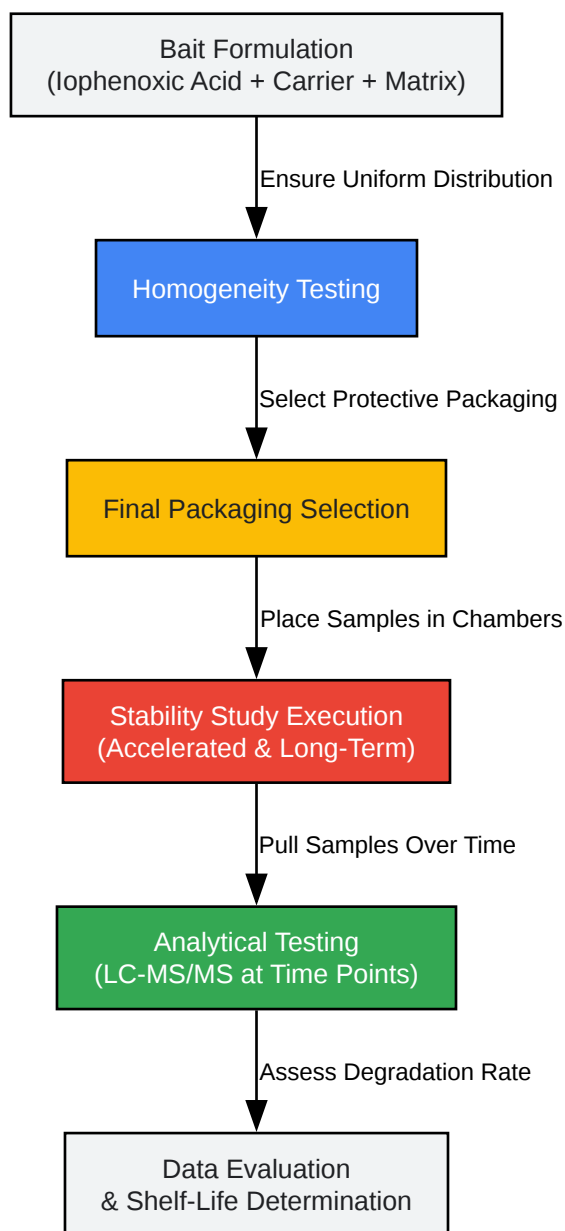 Bait Formulation
(Iophenoxic Acid + Carrier + Matrix)
Ensure Uniform Distribution
Homogeneity Testing
Select Protective Packaging
Final Packaging Selection
Place Samples in Chambers
Stability Study Execution
(Accelerated & Long-Term)
Pull Samples Over Time
Analytical Testing
(LC-MS/MS at Time Points)
Assess Degradation Rate
Data Evaluation
& Shelf-Life Determination